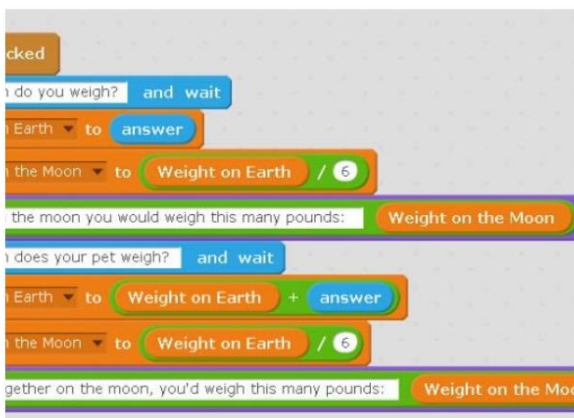 cked
do you weigh? and wait
Earth to answer
the Moon to Weight on Earth / 6
the moon you would weigh this many pounds: Weight on the Moon
does your pet weigh? and wait
Earth to Weight on Earth + answer
the Moon to Weight on Earth / 6
gether on the moon, you'd weigh this many pounds: Weight on the Moo